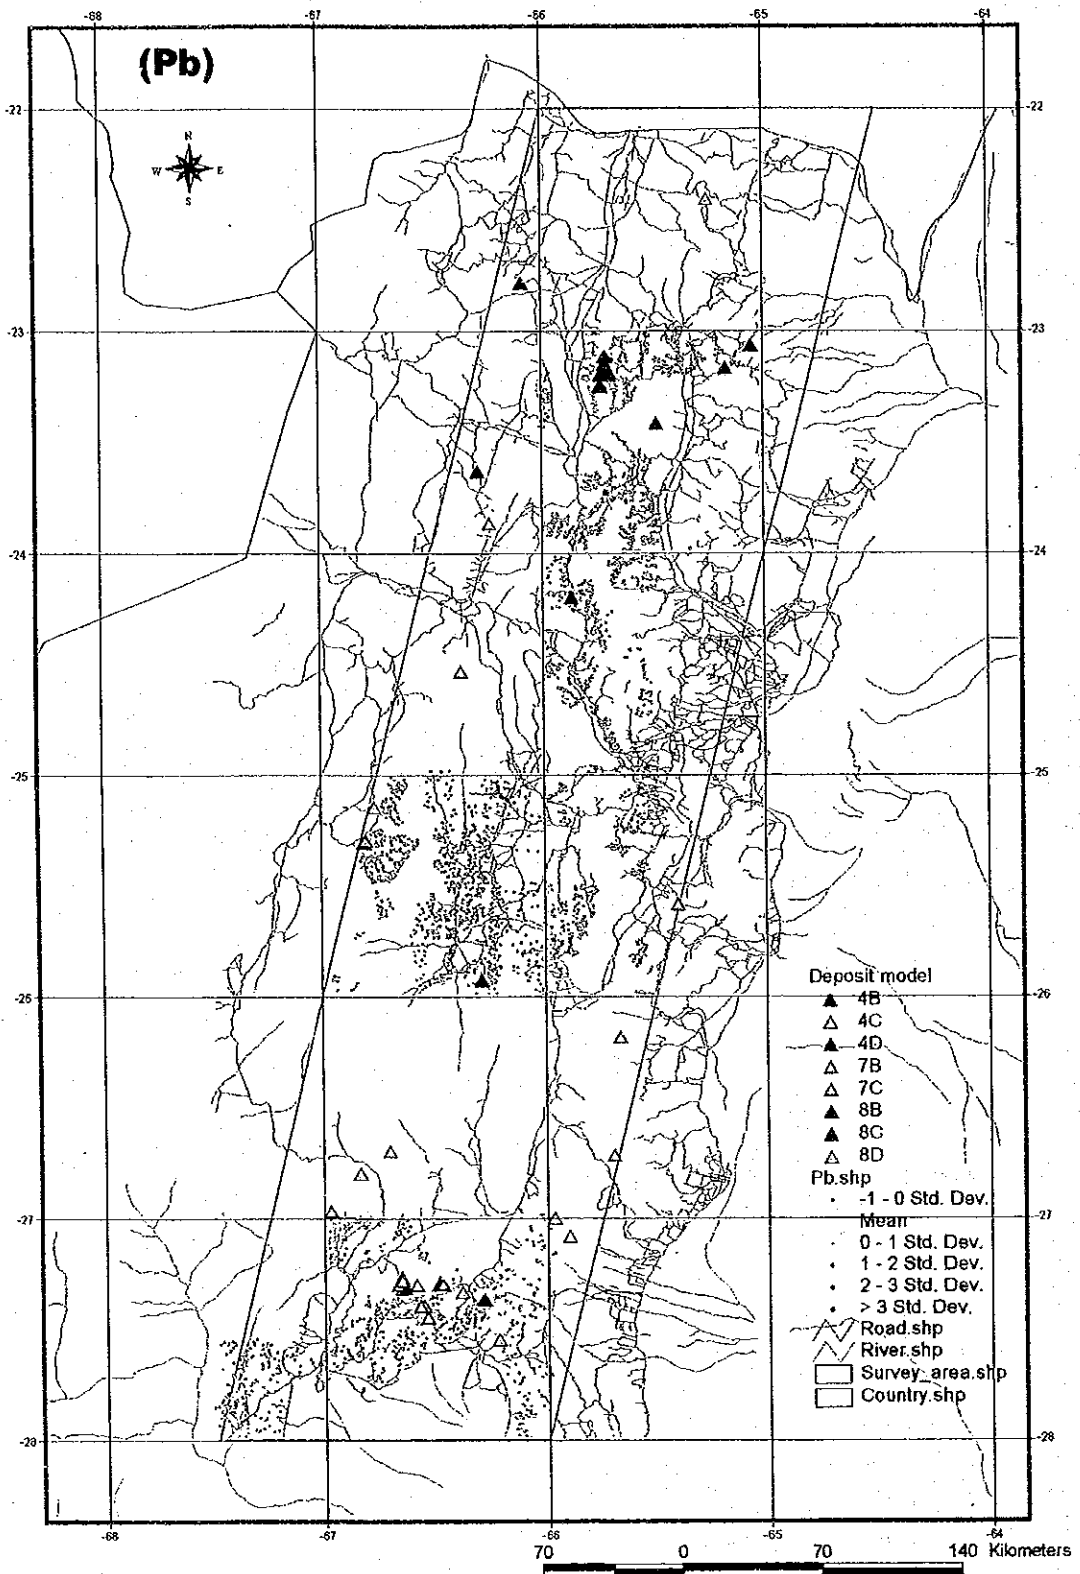 -68 -67 -66 -65 -64
(Pb)
-22 -22
N
W E
S
-23 -23
-24 -24
-25 -25
Deposit model
-26 4B -26
4C
4D
7B
7C
8B
8C
8D
Pb.shp
-1 - 0 Std. Dev.
-27 Mean -27
0 - 1 Std. Dev.
1 - 2 Std. Dev.
2 - 3 Std. Dev.
> 3 Std. Dev.
Road.shp
River.shp
Survey_area.shp
Country.shp
-28 -28
-68 -67 -66 -65 -64
70 0 70 140 Kilometers